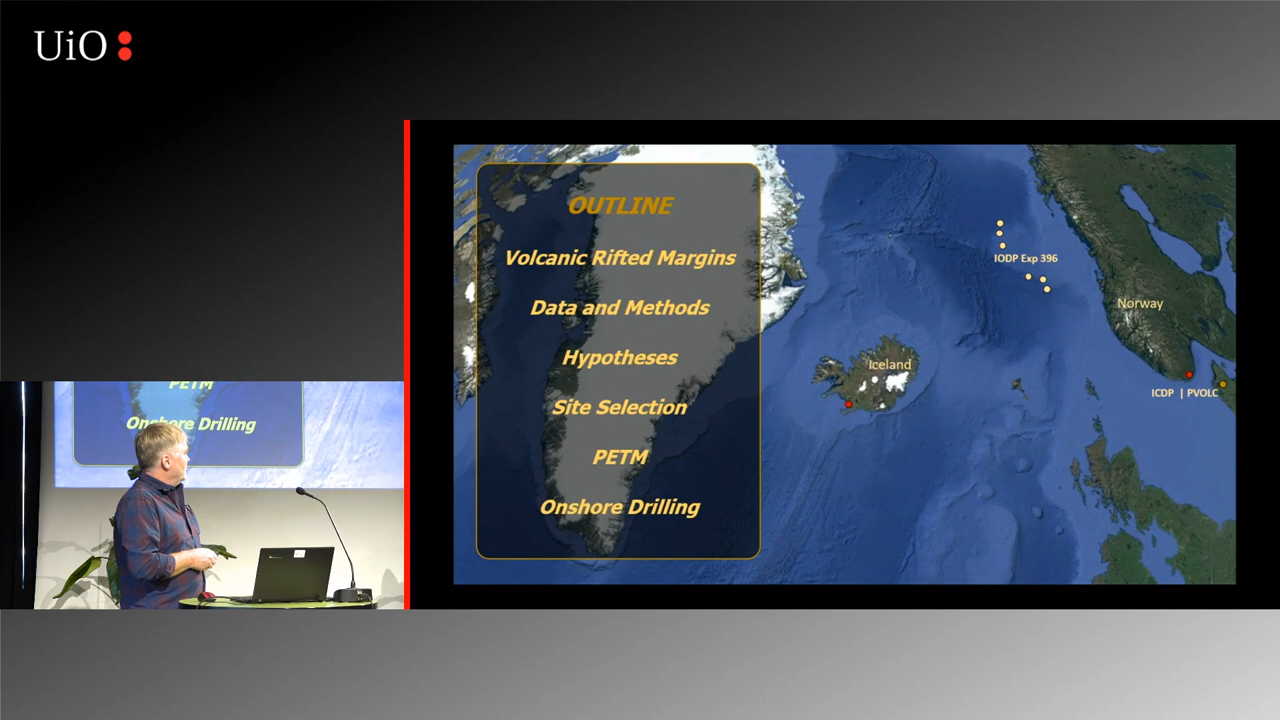 UiO
OUTLINE
Volcanic Rifted Margins
Data and Methods
Hypotheses
Site Selection
PETM
Onshore Drilling
IODP Exp 396
Norway
Iceland
ICDP | PVOLC
PETM
Onshore Drilling